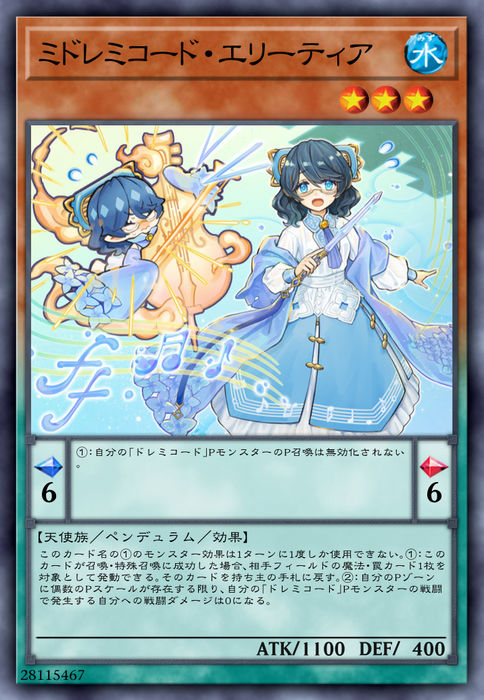 ミドレミコード・エリーティア
みず
水
①:自分の「ドレミコード」PモンスターのP召喚は無効化されない
。
6
6
【天使族／ペンデュラム／効果】
このカード名の①のモンスター効果は1ターンに1度しか使用できない。①:この
カードが召喚・特殊召喚に成功した場合、相手フィールドの魔法・罠カード1枚を
対象として発動できる。そのカードを持ち主の手札に戻す。②:自分のPゾーン
に偶数のPスケールが存在する限り、自分の「ドレミコード」Pモンスターの戦闘
で発生する自分への戦闘ダメージは0になる。
ATK/1100 DEF/ 400
28115467